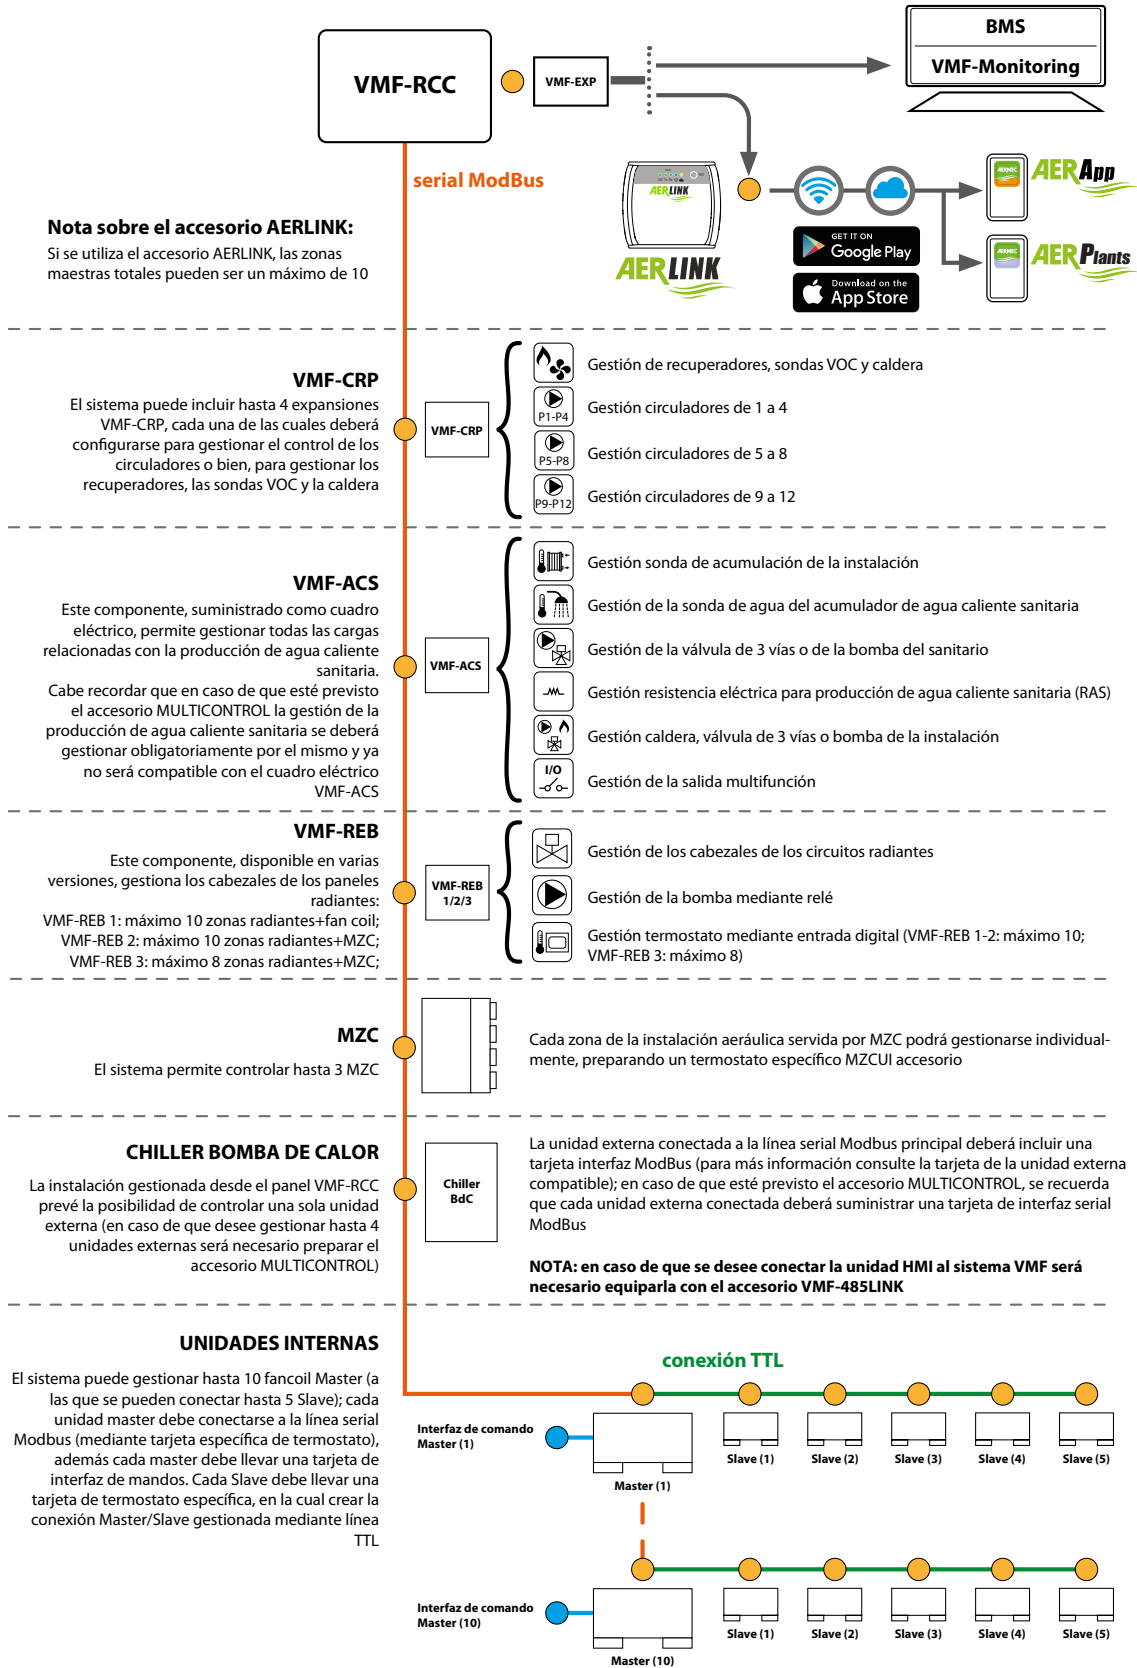 BMS
VMF-Monitoring
VMF-RCC
VMF-EXP
serial ModBus
AERLINK
AERLINK
AERMEC
AERApp
AERMEC
AERPlants
GET IT ON
Google Play
Download on the
App Store
Nota sobre el accesorio AERLINK:
Si se utiliza el accesorio AERLINK, las zonas
maestras totales pueden ser un máximo de 10
VMF-CRP
El sistema puede incluir hasta 4 expansiones
VMF-CRP, cada una de las cuales deberá
configurarse para gestionar el control de los
circuladores o bien, para gestionar los
recuperadores, las sondas VOC y la caldera
VMF-CRP
Gestión de recuperadores, sondas VOC y caldera
P1-P4
Gestión circuladores de 1 a 4
P5-P8
Gestión circuladores de 5 a 8
P9-P12
Gestión circuladores de 9 a 12
VMF-ACS
Este componente, suministrado como cuadro
eléctrico, permite gestionar todas las cargas
relacionadas con la producción de agua caliente
sanitaria.
Cabe recordar que en caso de que esté previsto
el accesorio MULTICONTROL la gestión de la
producción de agua caliente sanitaria se deberá
gestionar obligatoriamente por el mismo y ya
no será compatible con el cuadro eléctrico
VMF-ACS
VMF-ACS
Gestión sonda de acumulación de la instalación
Gestión de la sonda de agua del acumulador de agua caliente sanitaria
Gestión de la válvula de 3 vías o de la bomba del sanitario
Gestión resistencia eléctrica para producción de agua caliente sanitaria (RAS)
Gestión caldera, válvula de 3 vías o bomba de la instalación
I/O
Gestión de la salida multifunción
VMF-REB
Este componente, disponible en varias
versiones, gestiona los cabezales de los paneles
radiantes:
VMF-REB 1: máximo 10 zonas radiantes+fan coil;
VMF-REB 2: máximo 10 zonas radiantes+MZC;
VMF-REB 3: máximo 8 zonas radiantes+MZC;
VMF-REB
1/2/3
Gestión de los cabezales de los circuitos radiantes
Gestión de la bomba mediante relé
Gestión termostato mediante entrada digital (VMF-REB 1-2: máximo 10;
VMF-REB 3: máximo 8)
MZC
El sistema permite controlar hasta 3 MZC
Cada zona de la instalación aeráulica servida por MZC podrá gestionarse individual-
mente, preparando un termostato específico MZCUI accesorio
CHILLER BOMBA DE CALOR
La instalación gestionada desde el panel VMF-RCC
prevé la posibilidad de controlar una sola unidad
externa (en caso de que desee gestionar hasta 4
unidades externas será necesario preparar el
accesorio MULTICONTROL)
Chiller
BdC
La unidad externa conectada a la línea serial Modbus principal deberá incluir una
tarjeta interfaz ModBus (para más información consulte la tarjeta de la unidad externa
compatible); en caso de que esté previsto el accesorio MULTICONTROL, se recuerda
que cada unidad externa conectada deberá suministrar una tarjeta de interfaz serial
ModBus
NOTA: en caso de que se desee conectar la unidad HMI al sistema VMF será
necesario equiparla con el accesorio VMF-485LINK
UNIDADES INTERNAS
El sistema puede gestionar hasta 10 fancoil Master (a
las que se pueden conectar hasta 5 Slave); cada
unidad master debe conectarse a la línea serial
Modbus (mediante tarjeta específica de termostato),
además cada master debe llevar una tarjeta de
interfaz de mandos. Cada Slave debe llevar una
tarjeta de termostato específica, en la cual crear la
conexión Master/Slave gestionada mediante línea
TTL
conexión TTL
Interfaz de comando
Master (1)
Master (1)
Slave (1)
Slave (2)
Slave (3)
Slave (4)
Slave (5)
Interfaz de comando
Master (10)
Master (10)
Slave (1)
Slave (2)
Slave (3)
Slave (4)
Slave (5)